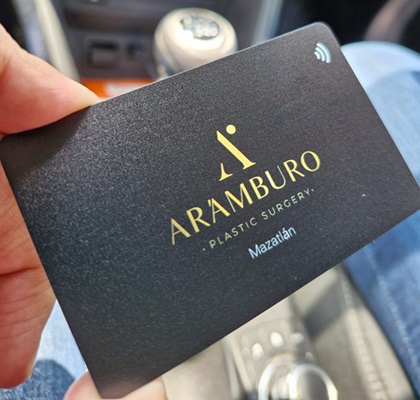 ARAMBURO
· PLASTIC SURGERY ·
Mazatlán